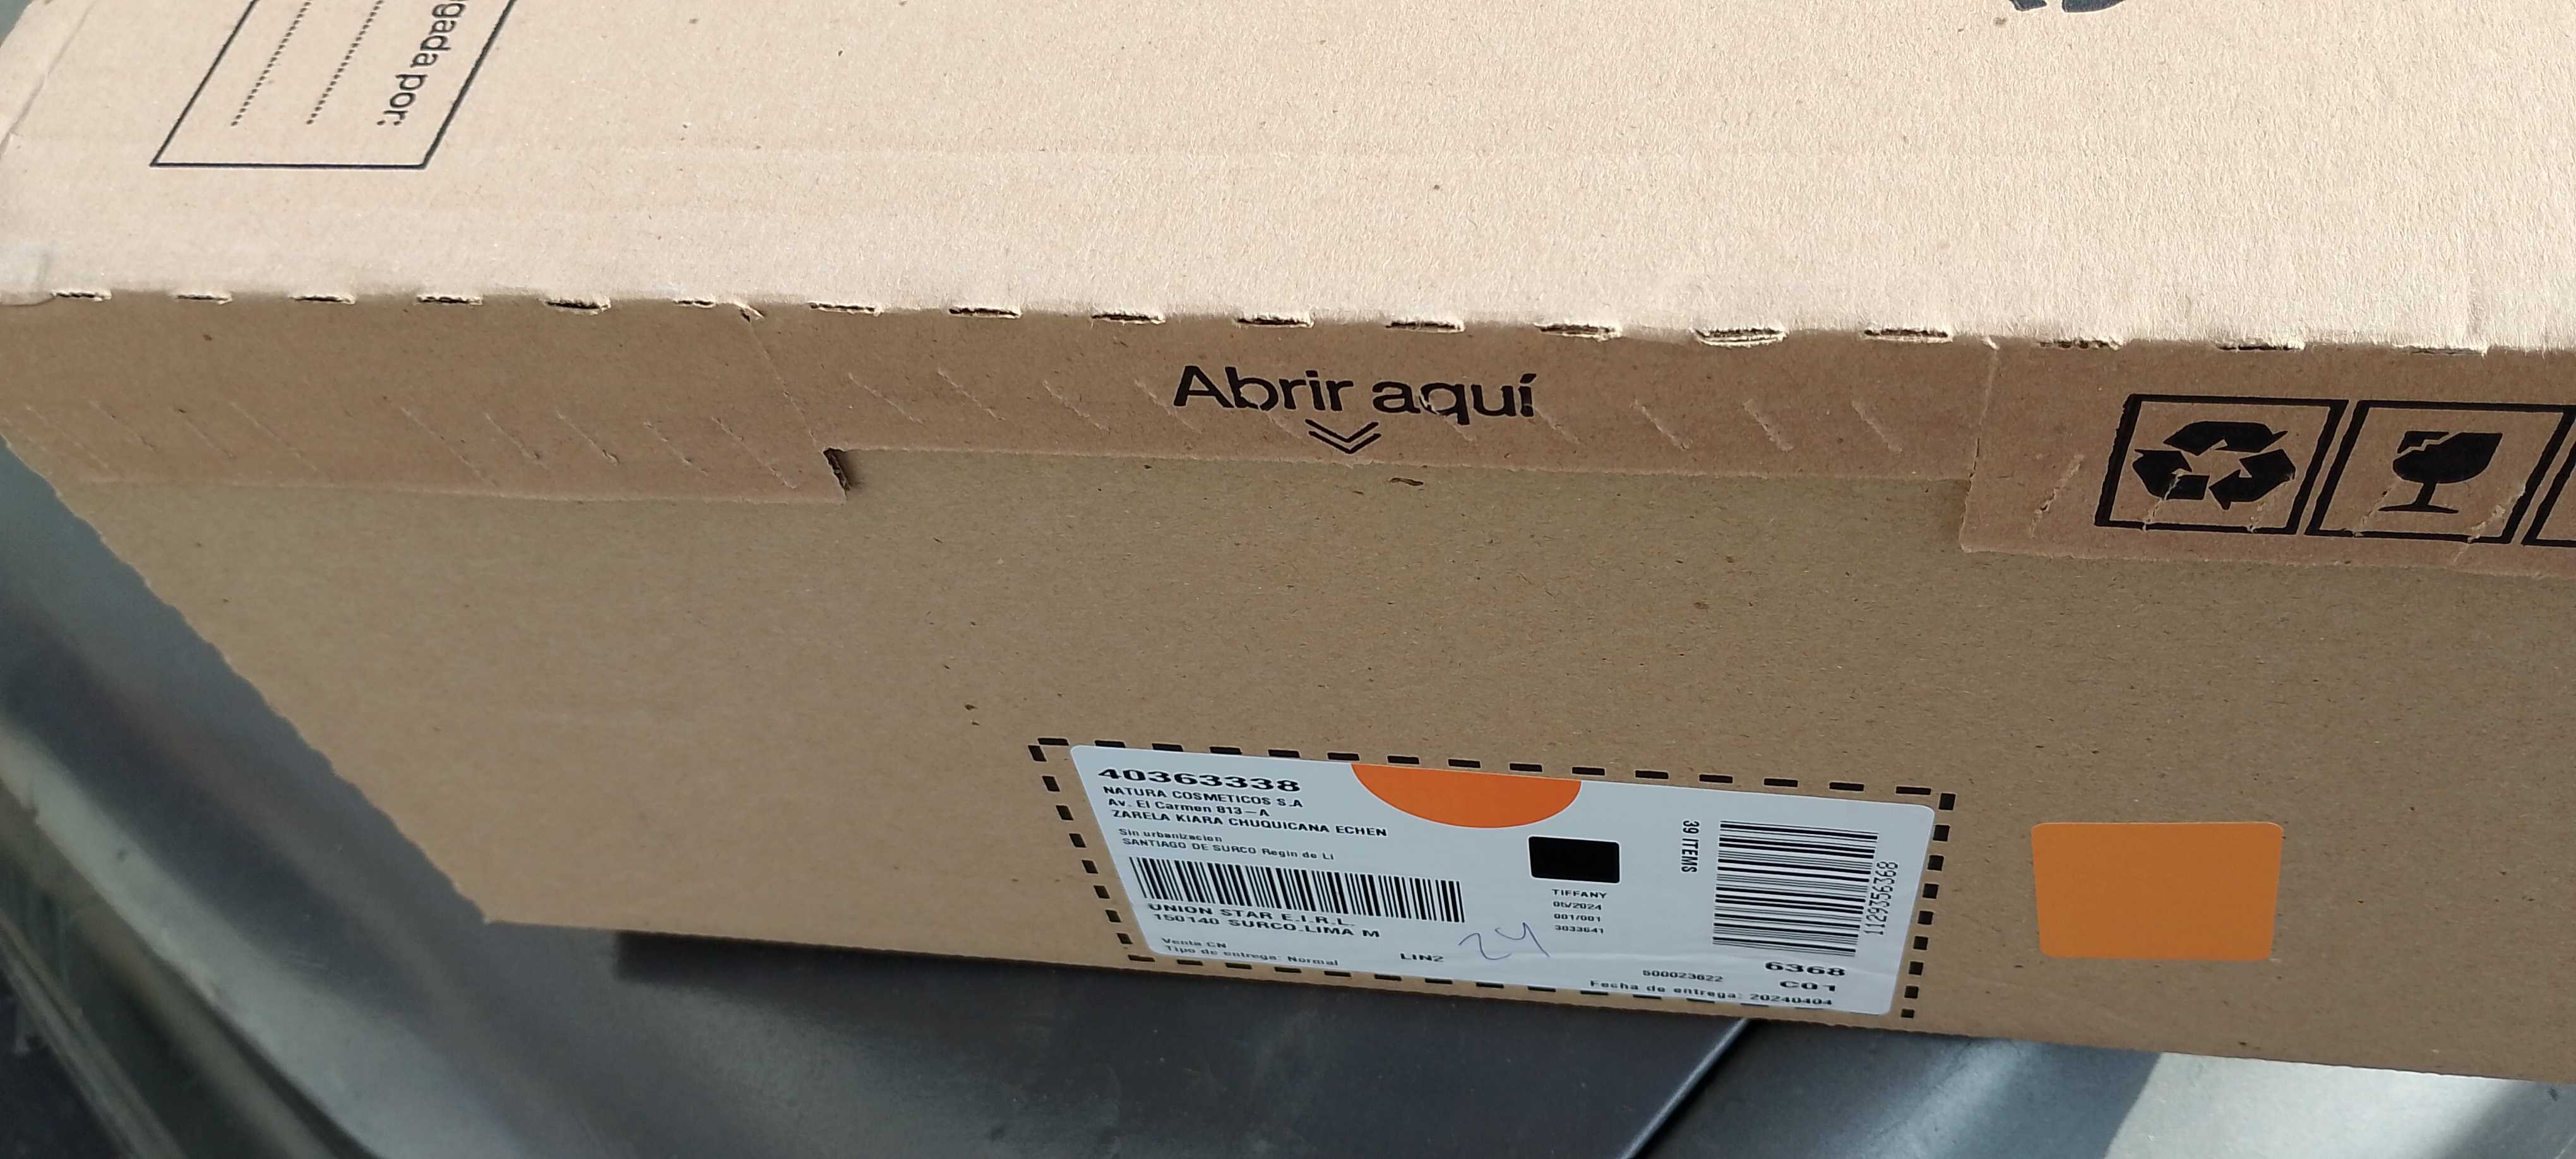 gada por:
Abrir aquí
40363338
NATURA COSMETICOS S.A
Av. El Carmen 813-A
ZARELA KIARA CHUQUICANA ECHEN
Sin urbanizacion
SANTIAGO DE SURCO Regin de Li
UNION STAR E.I.R.L.
150140 SURCO.LIMA M
Venta CN
Tipo de entrega: Normal
LIN2
24
TIFFANY
05/2024
001/001
3033641
39 ITEMS
1129356368
6368
C01
500023622
Fecha de entrega: 20240404